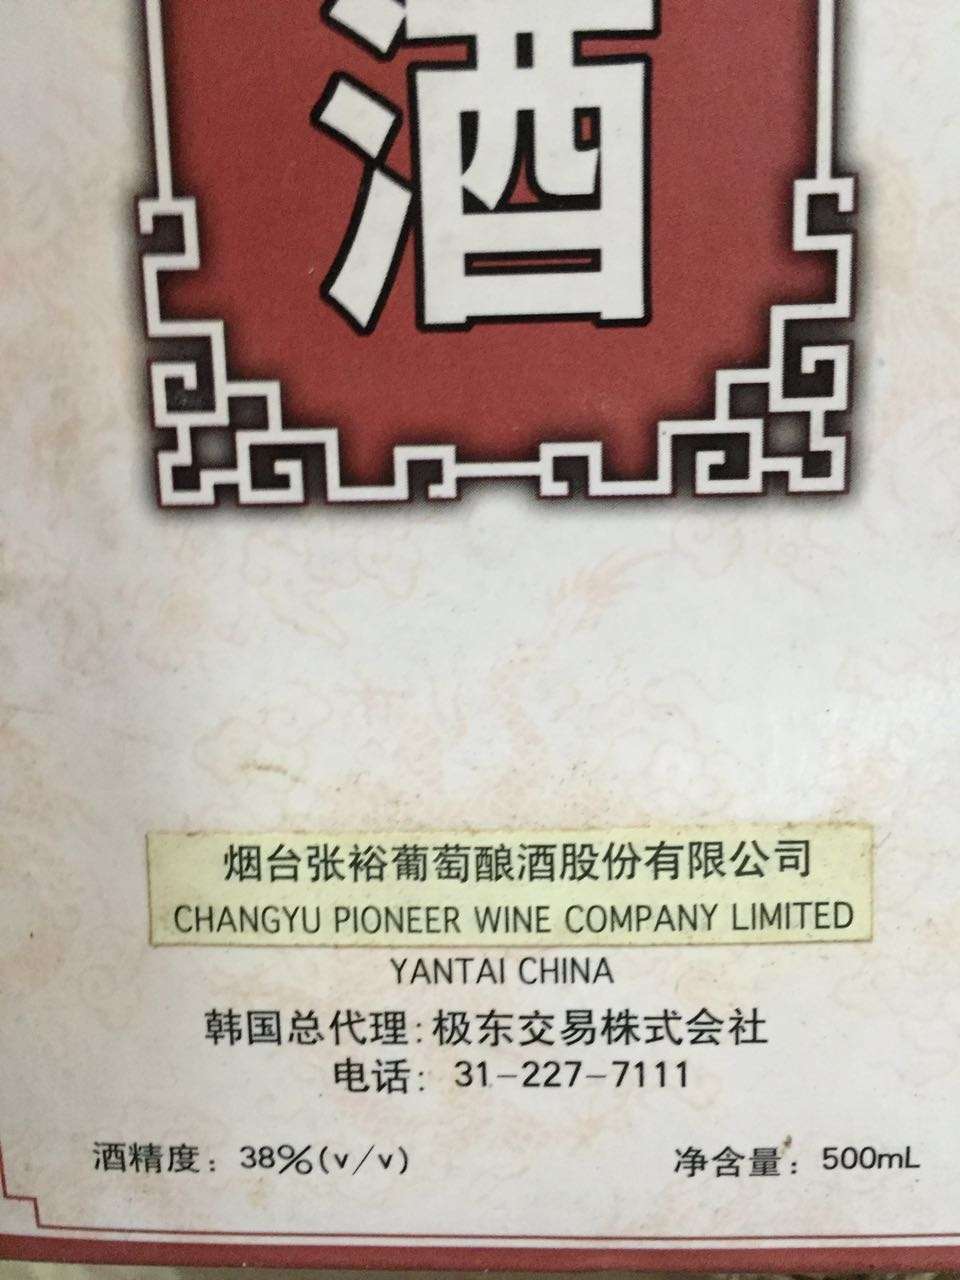 酒
烟台张裕葡萄酿酒股份有限公司
CHANGYU PIONEER WINE COMPANY LIMITED
YANTAI CHINA
韩国总代理:极东交易株式会社
电话: 31-227-7111
酒精度: 38%(v/v) 净含量: 500mL